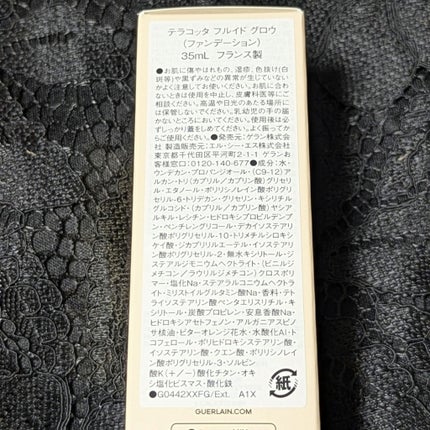 テラコッタ フルイド グロウ
(ファンデーション)
35mL フランス製
●お肌に傷やはれもの、湿疹、色抜け(白
斑等)や黒ずみなどの異常が生じていない
かよく注意してお使いください。お肌に合
わないときは使用を中止し、皮膚科医等にご
相談ください。高温や日光のあたる場所に
は保管しないでください。乳幼児の手の届
かないところにおいてください。使用後は必
ずしっかり蓋をしめてください。よく振ってか
らご使用ください。●発売元:ゲラン株式会
社 製造販売元:エル・シー・エス株式会社
東京都千代田区平河町2-1-1 ゲランお
客様窓口:0120-140-677●成分:水・
ウンデカン・プロパンジオール・(C9-12)ア
ルカン・トリ(カプリル/カプリン酸)グリセリ
ル・エタノール・ポリリシノレイン酸ポリグリ
セリル-6・トリデカン・グリセリン・キシリチル
グルコシド・(カプリル/カプリン酸)ヤシア
ルキル・レシチン・ヒドロキシプロピルデンプ
ン・ペンチレングリコール・デカイソステアリン
酸ポリグリセリル-10・トリメチルシロキシ
ケイ酸・ジカプリルエーテル・イソステアリン
酸ポリグリセリル-2・無水キシリトール・ジ
ステアルジモニウムヘクトライト・(ビニルジ
メチコン/ラウリルジメチコン)クロスポリ
マー・塩化Na・ステアラルコニウムヘクトラ
イト・ミリストイルグルタミン酸Na・香料・テト
ライソステアリン酸ペンタエリスリチル・キ
シリトール・炭酸プロピレン・安息香酸Na・
ヒドロキシアセトフェノン・アルガニアスピノ
サ核油・ビターオレンジ花水・水酸化Al・ト
コフェロール・ポリヒドロキシステアリン酸・
イソステアリン酸・クエン酸・ポリリシノレイ
ン酸ポリグリセリル-3・ソルビン
酸K(+/-)酸化チタン・オキ
シ塩化ビスマス・酸化鉄
●G0442XXFG/Ext. A1X
紙
GUERLAIN.COM